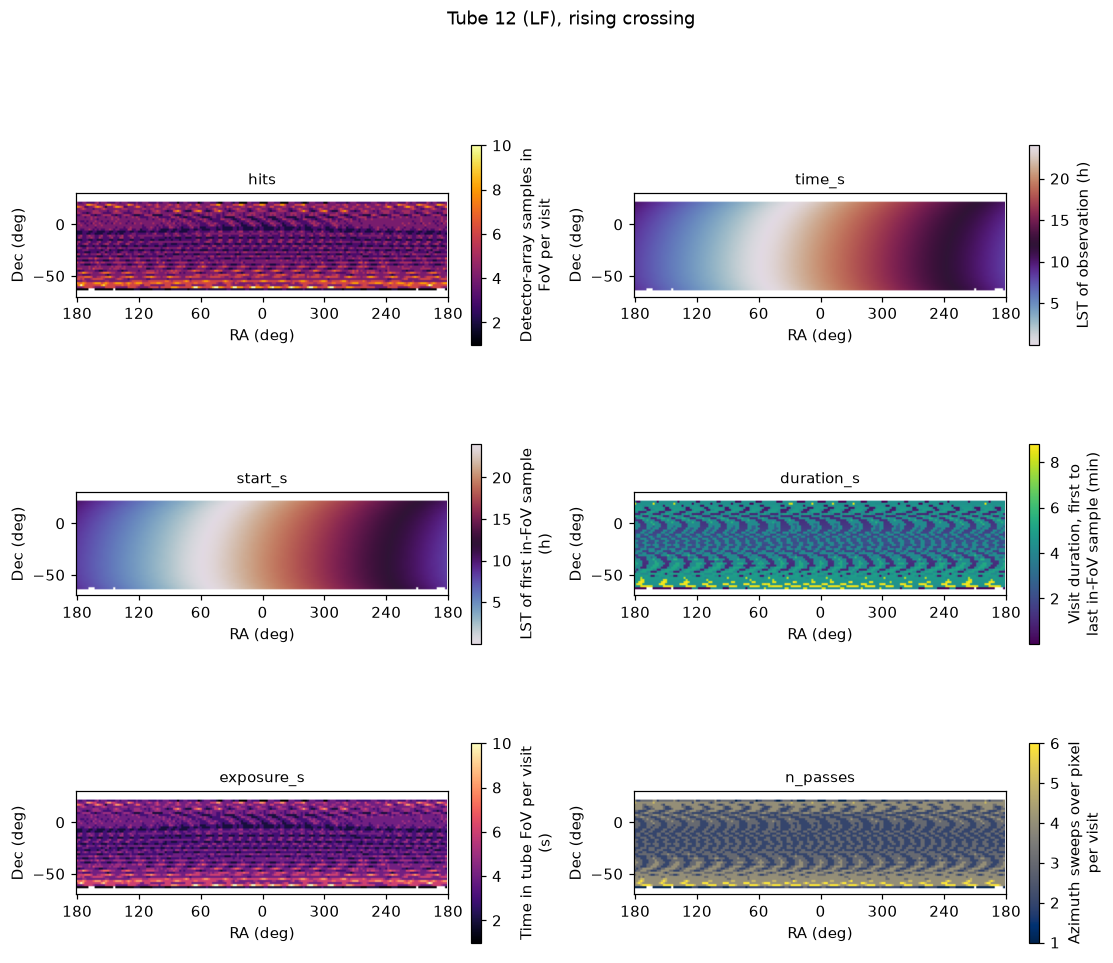 Tube 12 (LF), rising crossing
hits
Dec (deg)
0
−50
180 120 60 0 300 240 180
RA (deg)
10
8
6
4
2
Detector-array samples in
FoV per visit
time_s
Dec (deg)
0
−50
180 120 60 0 300 240 180
RA (deg)
20
15
10
5
LST of observation (h)
start_s
Dec (deg)
0
−50
180 120 60 0 300 240 180
RA (deg)
20
15
10
5
LST of first in-FoV sample
(h)
duration_s
Dec (deg)
0
−50
180 120 60 0 300 240 180
RA (deg)
8
6
4
2
Visit duration, first to
last in-FoV sample (min)
exposure_s
Dec (deg)
0
−50
180 120 60 0 300 240 180
RA (deg)
10
8
6
4
2
Time in tube FoV per visit
(s)
n_passes
Dec (deg)
0
−50
180 120 60 0 300 240 180
RA (deg)
6
5
4
3
2
1
Azimuth sweeps over pixel
per visit